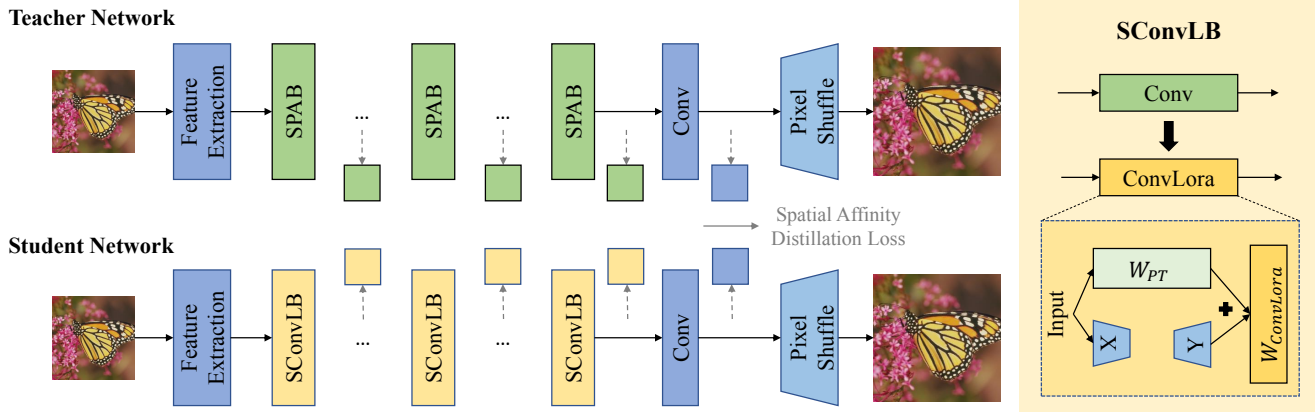 Teacher Network
Feature
Extraction
SPAB
...
SPAB
...
SPAB
Conv
Pixel
Shuffle
Spatial Affinity
Distillation Loss
Student Network
Feature
Extraction
SConvLB
...
SConvLB
...
SConvLB
Conv
Pixel
Shuffle
SConvLB
Conv
ConvLora
Input
W_PT
X
Y
+
W_ConvLora